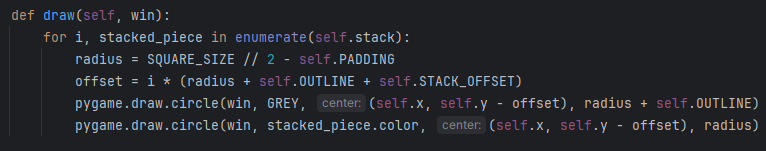 def draw(self, win):
    for i, stacked_piece in enumerate(self.stack):
        radius = SQUARE_SIZE // 2 - self.PADDING
        offset = i * (radius + self.OUTLINE + self.STACK_OFFSET)
        pygame.draw.circle(win, GREY, center: (self.x, self.y - offset), radius + self.OUTLINE)
        pygame.draw.circle(win, stacked_piece.color, center: (self.x, self.y - offset), radius)